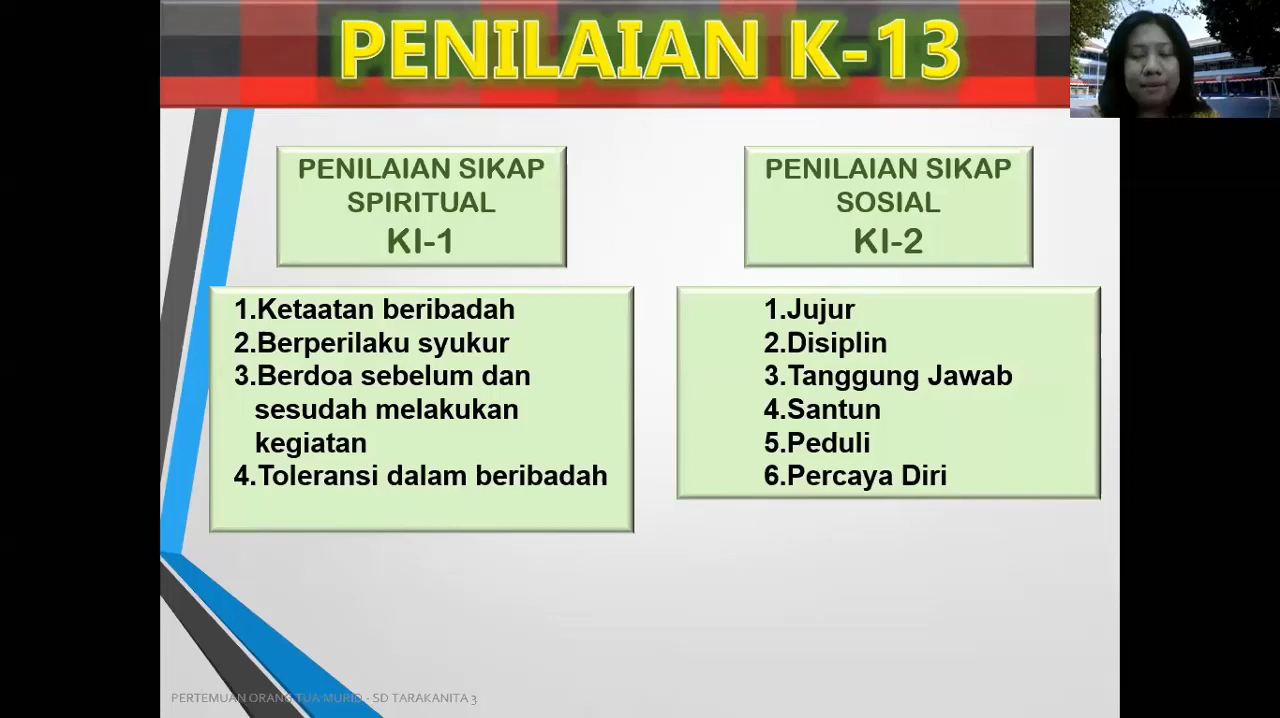 PENILAIAN K-13
PENILAIAN SIKAP
SPIRITUAL
KI-1
1.Ketaatan beribadah
2.Berperilaku syukur
3.Berdoa sebelum dan
sesudah melakukan
kegiatan
4.Toleransi dalam beribadah
PENILAIAN SIKAP
SOSIAL
KI-2
1.Jujur
2.Disiplin
3.Tanggung Jawab
4.Santun
5.Peduli
6.Percaya Diri
PERTEMUAN ORANG TUA MURID - SD TARAKANITA 3